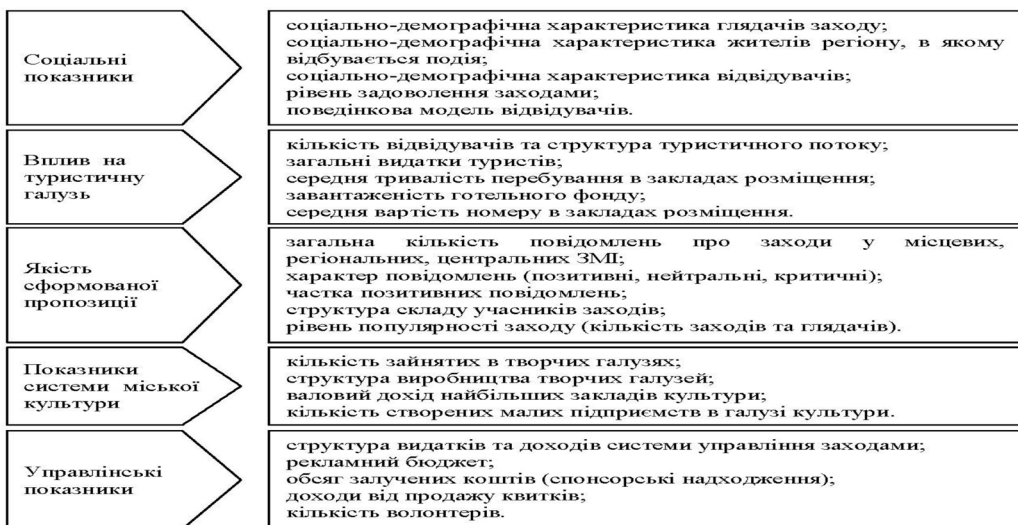 Соціальні
показники
соціально-демографічна характеристика глядачів заходу;
соціально-демографічна характеристика жителів регіону, в якому
відбувається подія;
соціально-демографічна характеристика відвідувачів;
рівень задоволення заходами;
поведінкова модель відвідувачів.
Вплив на
туристичну
галузь
кількість відвідувачів та структура туристичного потоку;
загальні видатки туристів;
середня тривалість перебування в закладах розміщення;
завантаженість готельного фонду;
середня вартість номеру в закладах розміщення.
Якість
сформованої
пропозиції
загальна кількість повідомлень про заходи у місцевих,
регіональних, центральних ЗМІ;
характер повідомлень (позитивні, нейтральні, критичні);
частка позитивних повідомлень;
структура складу учасників заходів;
рівень популярності заходу (кількість заходів та глядачів).
Показники
системи міської
культури
кількість зайнятих в творчих галузях;
структура виробництва творчих галузей;
валовий дохід найбільших закладів культури;
кількість створених малих підприємств в галузі культури.
Управлінські
показники
структура видатків та доходів системи управління заходами;
рекламний бюджет;
обсяг залучених коштів (спонсорські надходження);
доходи від продажу квитків;
кількість волонтерів.